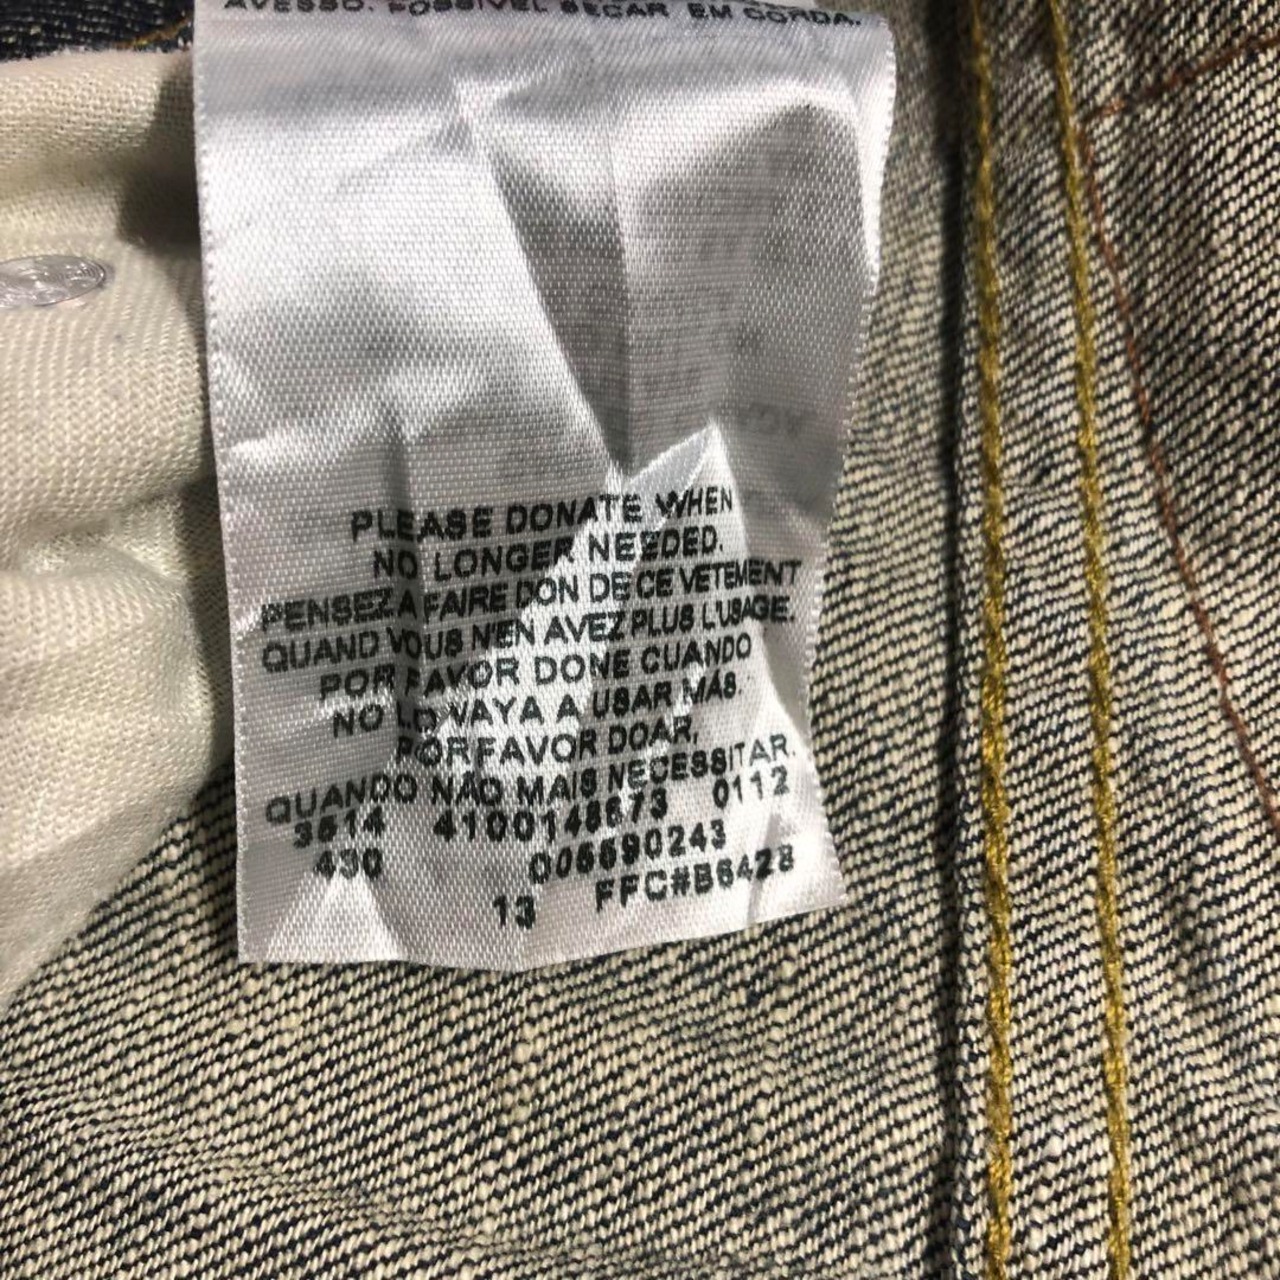 AVESSO. POSSÍVEL SECAR EM CORDA.
PLEASE DONATE WHEN
NO LONGER NEEDED.
PENSEZ A FAIRE DON DE CE VETEMENT
QUAND VOUS N'EN AVEZ PLUS L'USAGE.
POR FAVOR DONE CUANDO
NO LO VAYA A USAR MÁS.
POR FAVOR DOAR,
QUANDO NÃO MAIS NECESSITAR.
3514 4100148673 0112
430 005590243
13 FFC#B6428